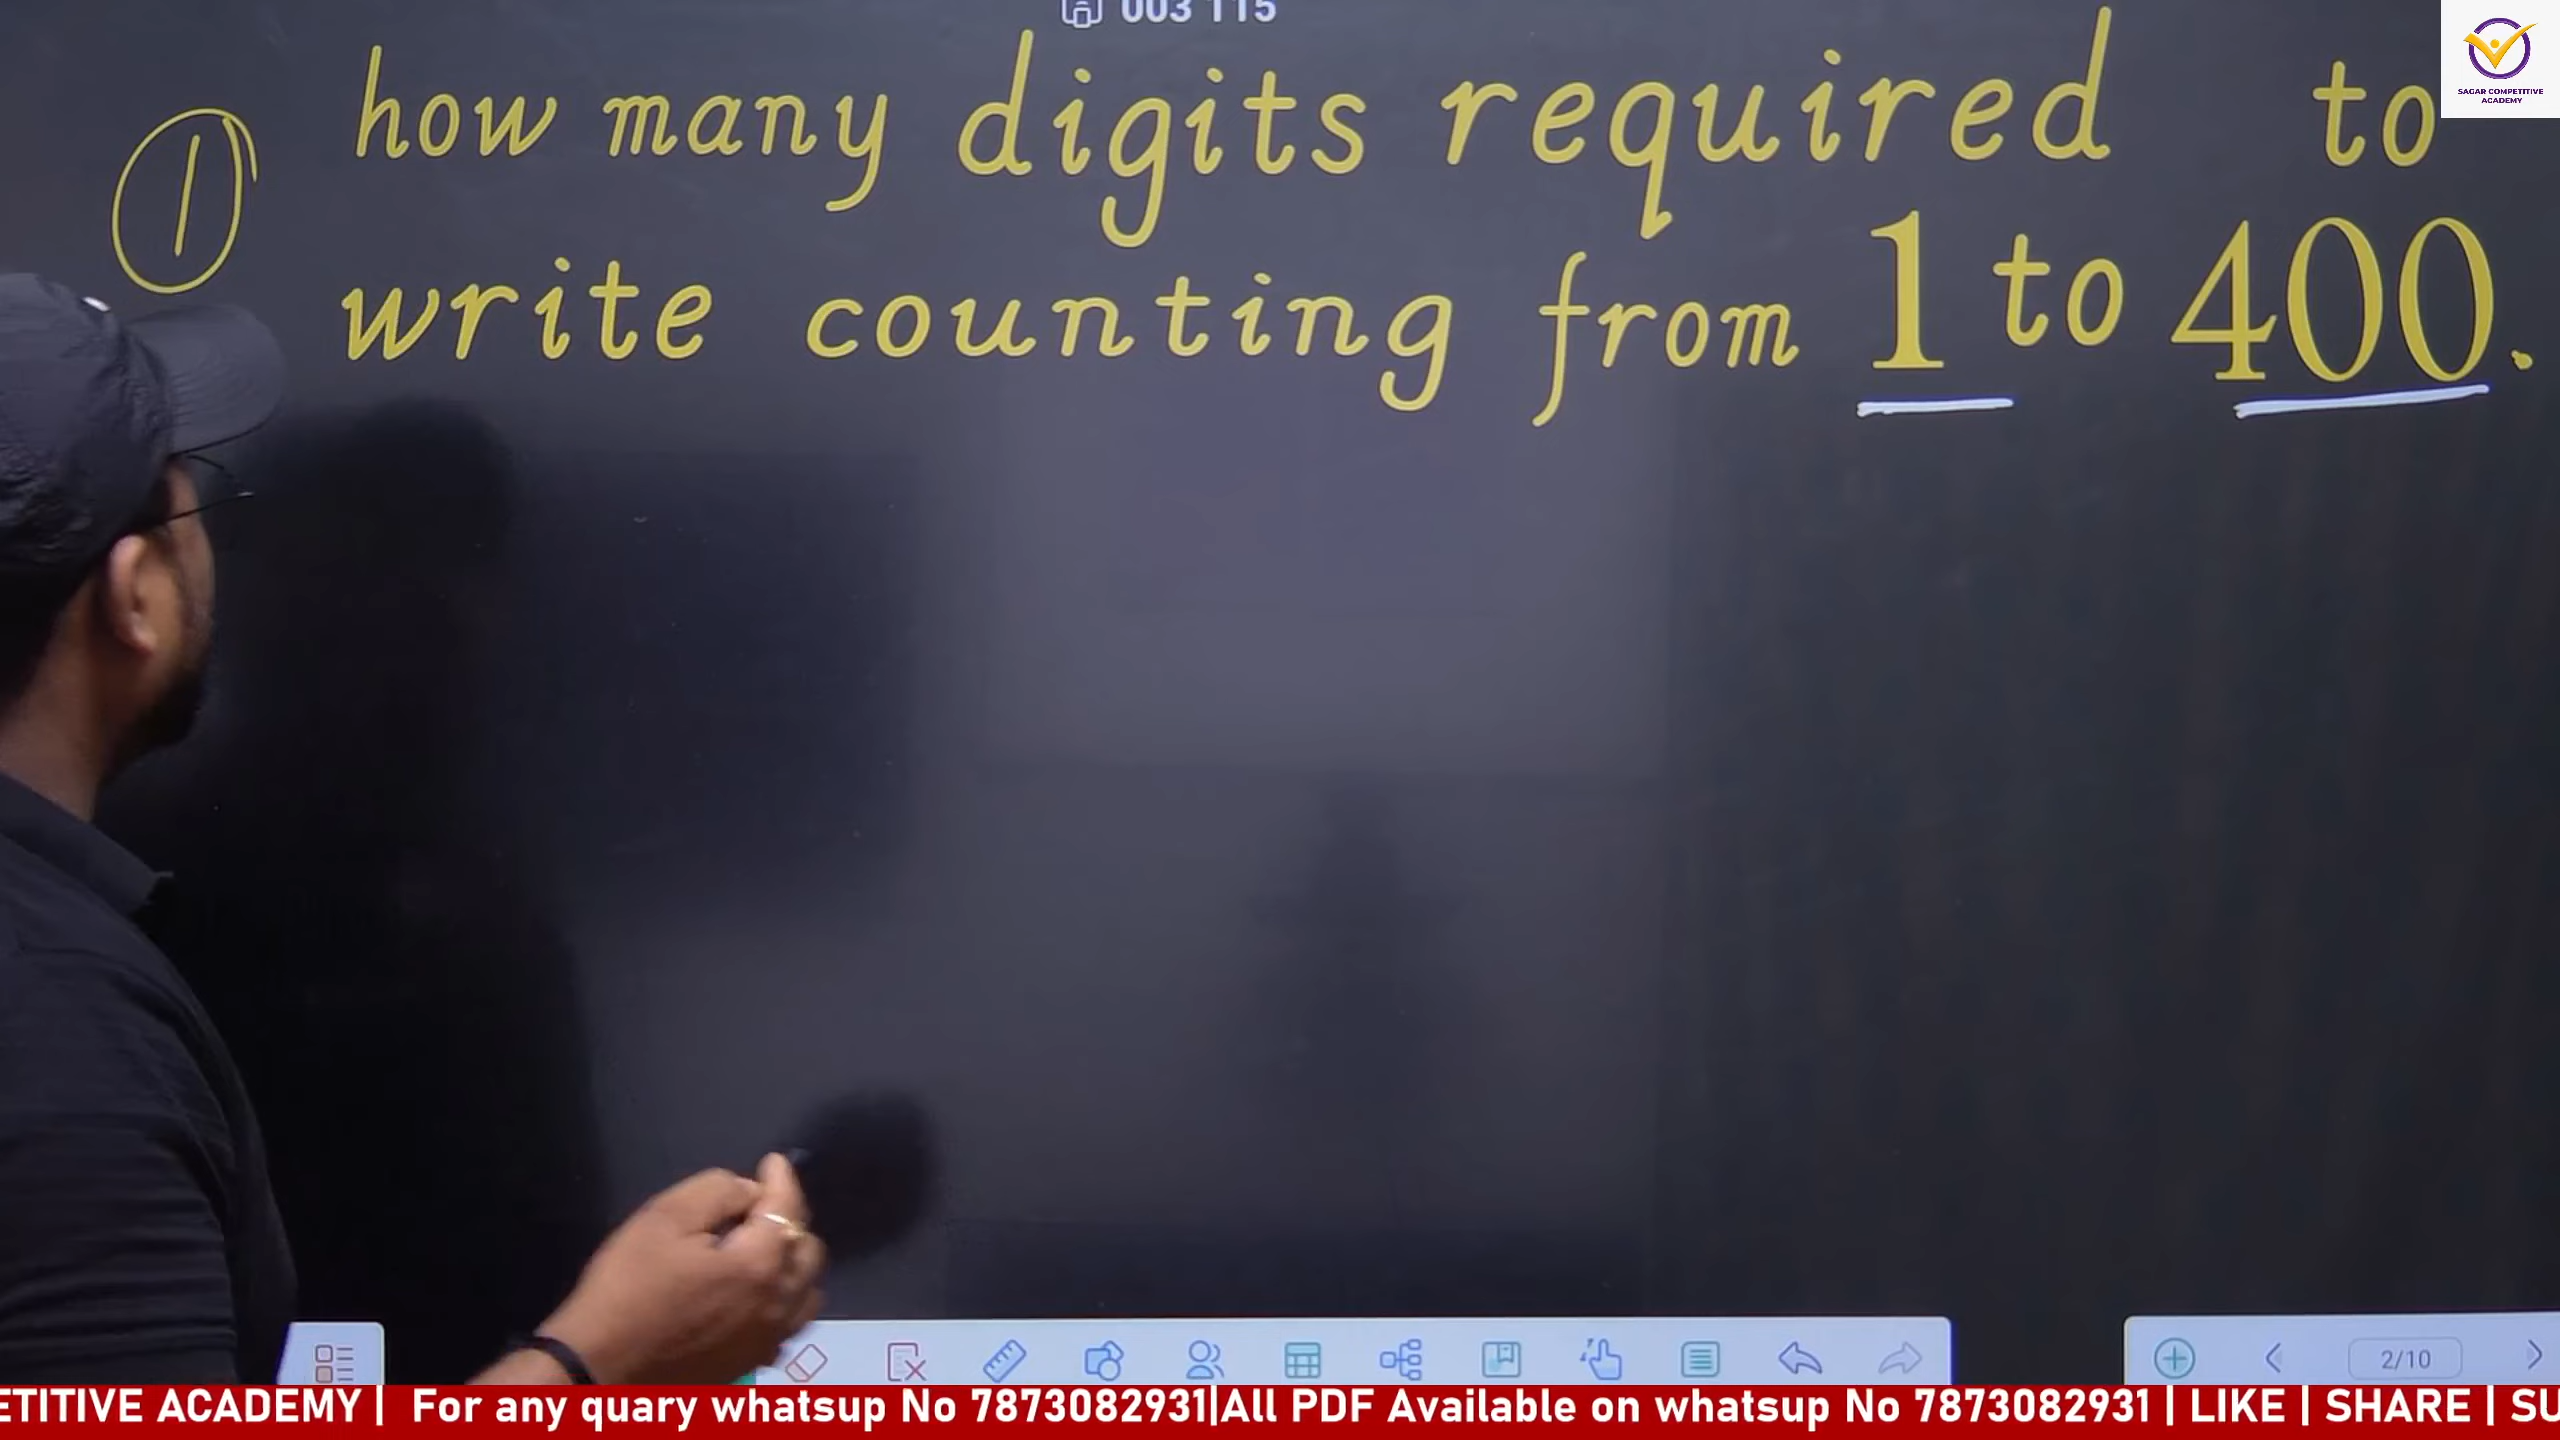 003 115
SAGAR COMPETITIVE
ACADEMY
1
how many digits required to
write counting from 1 to 400.
2/10
ETITIVE ACADEMY | For any quary whatsup No 7873082931|All PDF Available on whatsup No 7873082931 | LIKE | SHARE | SU